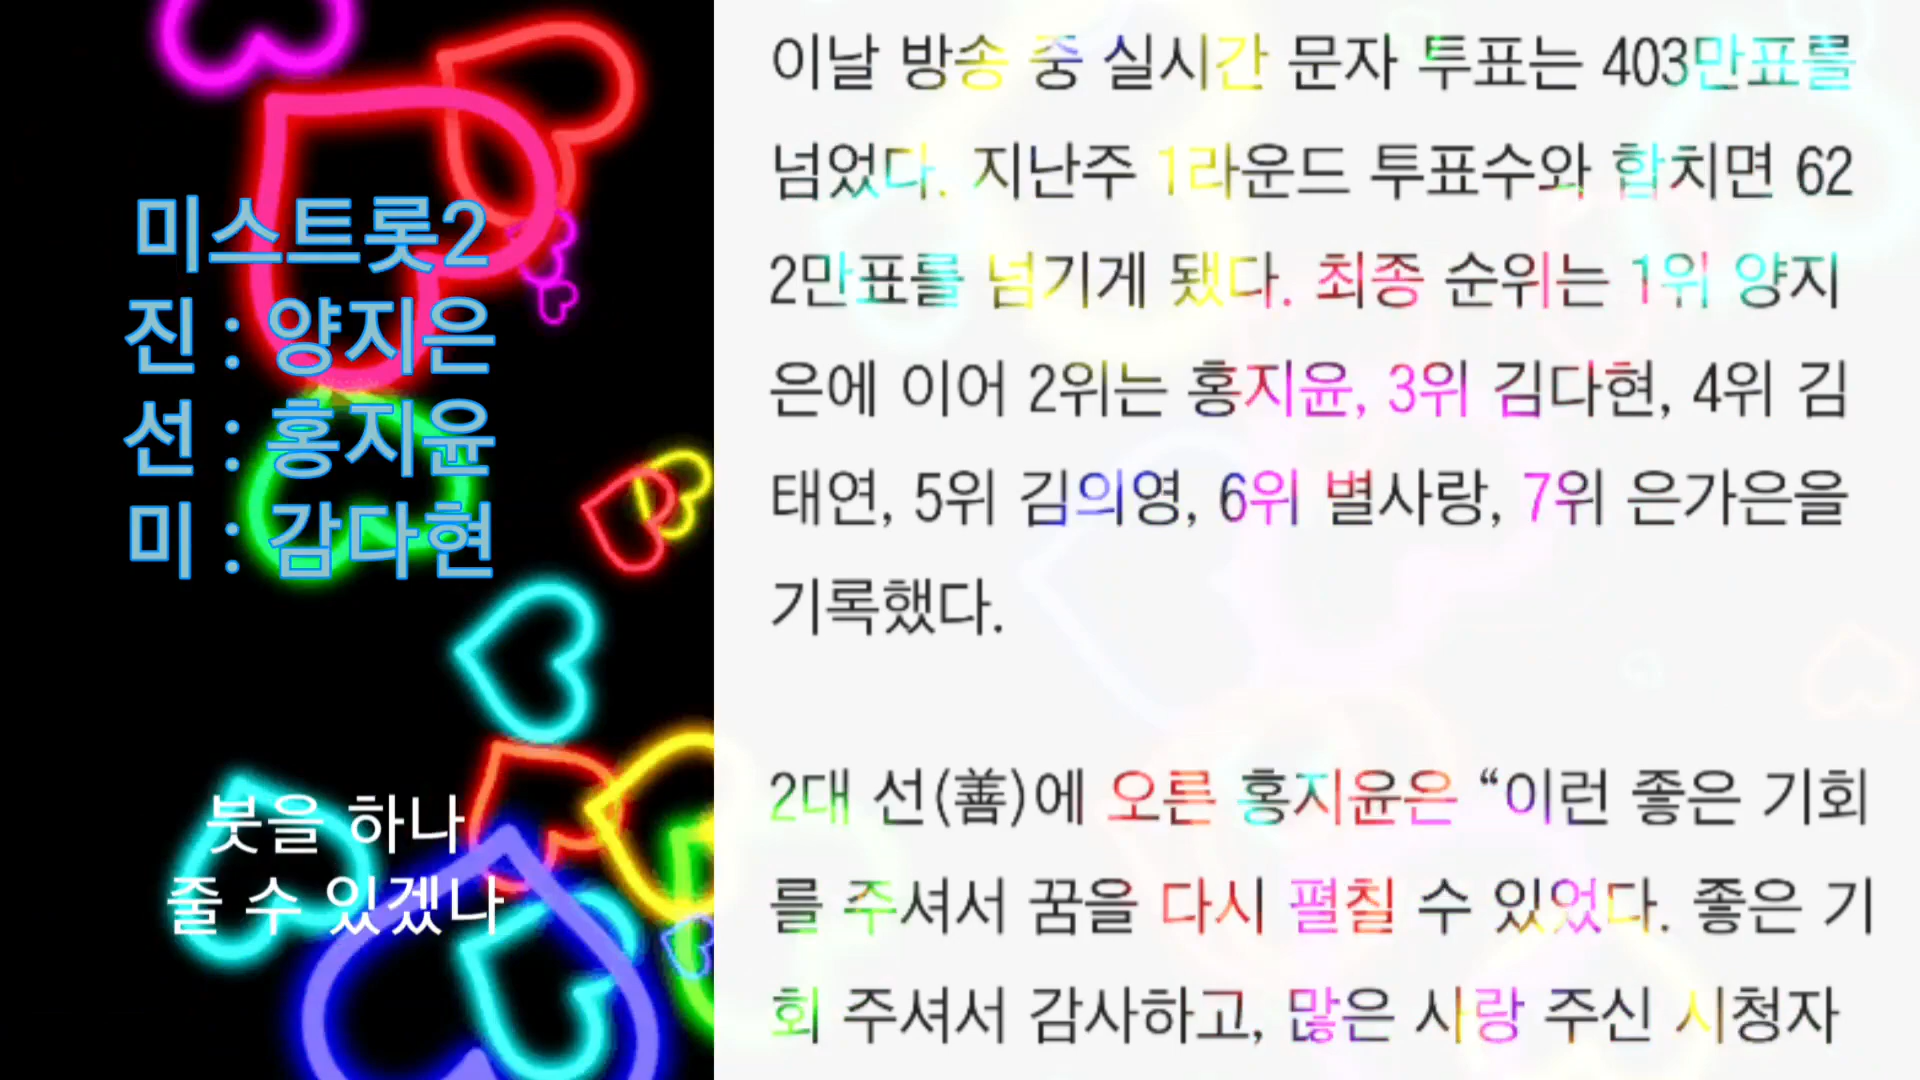 미스트롯2
진 : 양지은
선 : 홍지윤
미 : 감다현
붓을 하나
줄 수 있겠나
이날 방송 중 실시간 문자 투표는 403만표를
넘었다. 지난주 1라운드 투표수와 합치면 62
2만표를 넘기게 됐다. 최종 순위는 1위 양지
은에 이어 2위는 홍지윤, 3위 김다현, 4위 김
태연, 5위 김의영, 6위 별사랑, 7위 은가은을
기록했다.
2대 선(善)에 오른 홍지윤은 “이런 좋은 기회
를 주셔서 꿈을 다시 펼칠 수 있었다. 좋은 기
회 주셔서 감사하고, 많은 사랑 주신 시청자